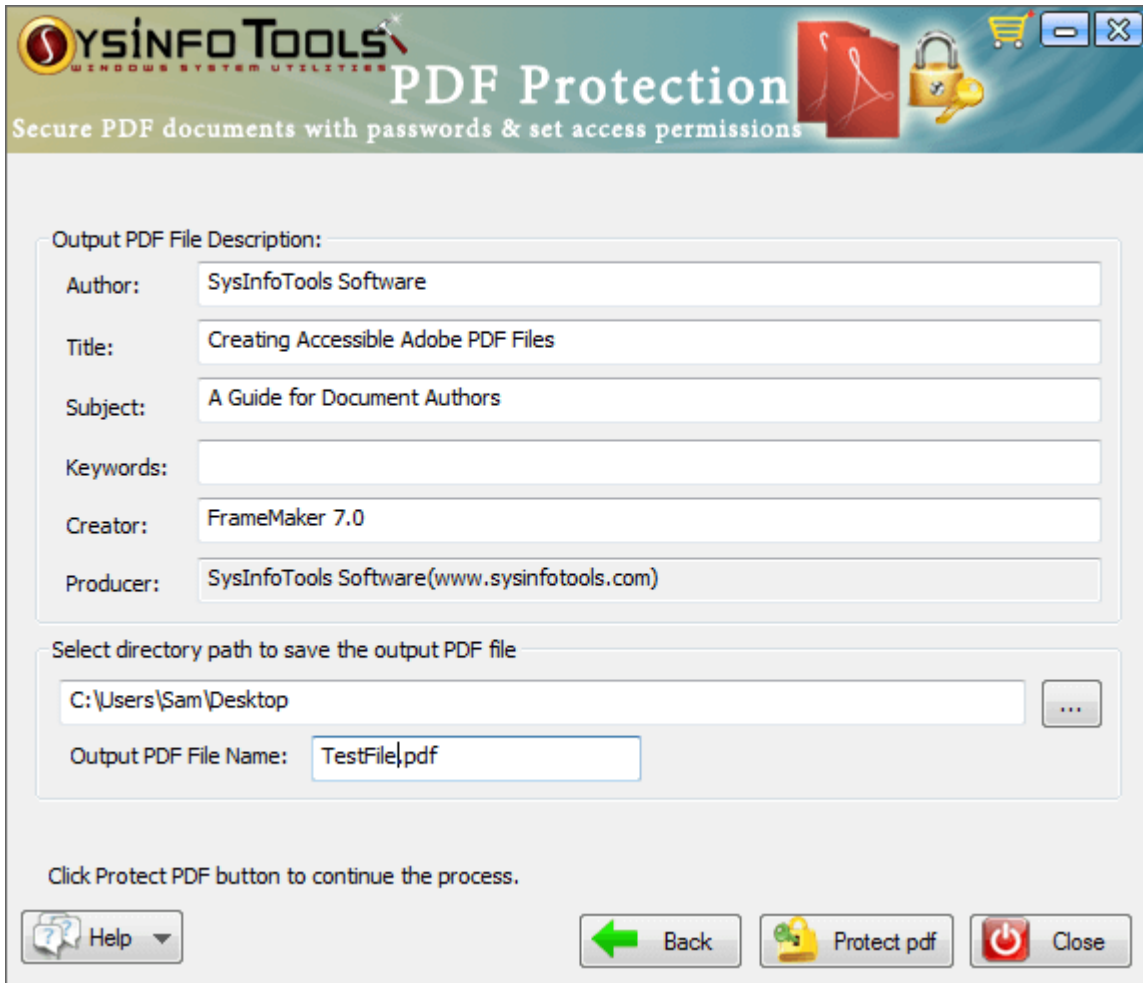 SYSINFOTOOLS
WINDOWS SYSTEM UTILITIES
PDF Protection
Secure PDF documents with passwords & set access permissions
Output PDF File Description:
Author: SysInfoTools Software
Title: Creating Accessible Adobe PDF Files
Subject: A Guide for Document Authors
Keywords:
Creator: FrameMaker 7.0
Producer: SysInfoTools Software(www.sysinfotools.com)
Select directory path to save the output PDF file
C:\Users\Sam\Desktop ...
Output PDF File Name: TestFile.pdf
Click Protect PDF button to continue the process.
Help Back Protect pdf Close